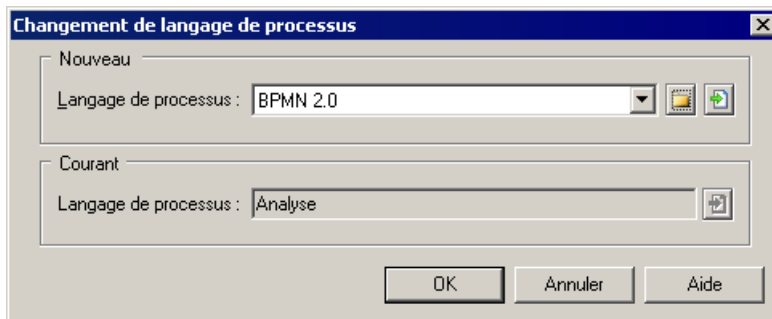 Changement de langage de processus
Nouveau
Langage de processus : BPMN 2.0
Courant
Langage de processus : Analyse
OK Annuler Aide